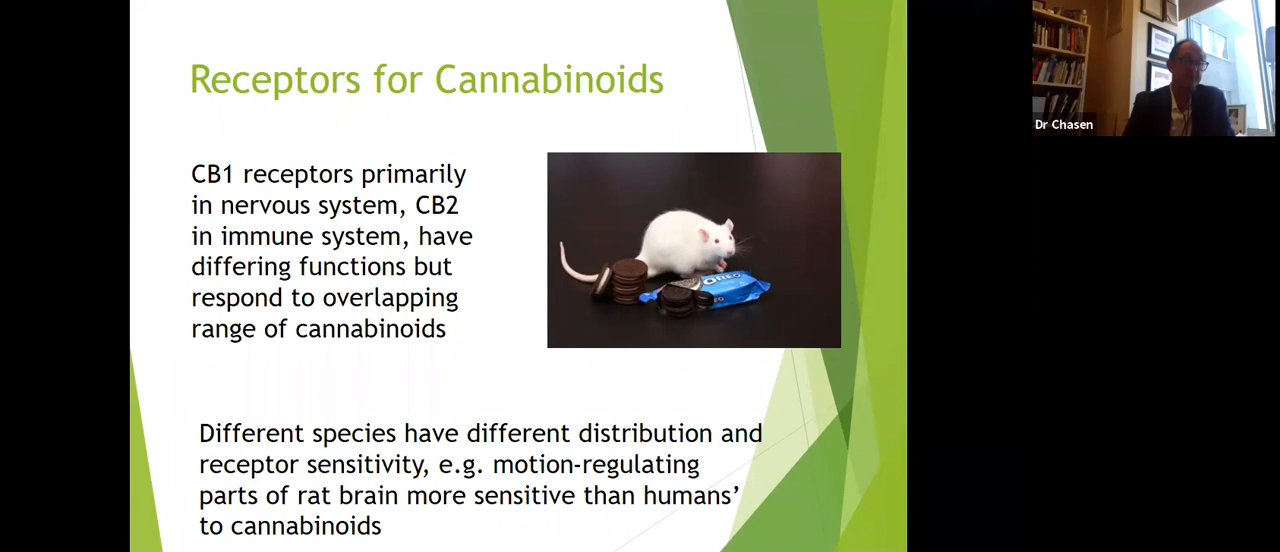 Receptors for Cannabinoids
CB1 receptors primarily
in nervous system, CB2
in immune system, have
differing functions but
respond to overlapping
range of cannabinoids
OREO
Different species have different distribution and
receptor sensitivity, e.g. motion-regulating
parts of rat brain more sensitive than humans’
to cannabinoids
Dr Chasen